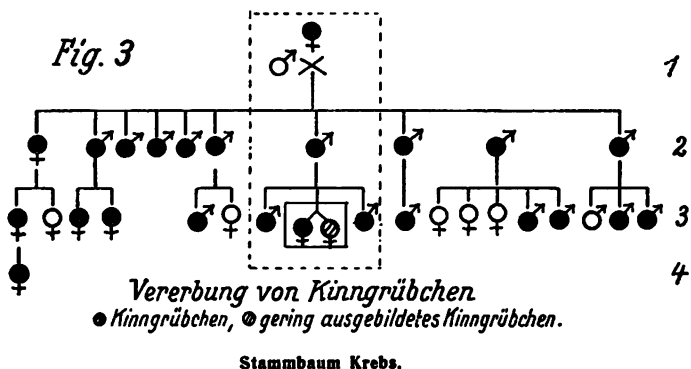 Fig. 3
1
2
3
4
Vererbung von Kinngrübchen
Kinngrübchen, gering ausgebildetes Kinngrübchen.
Stammbaum Krebs.